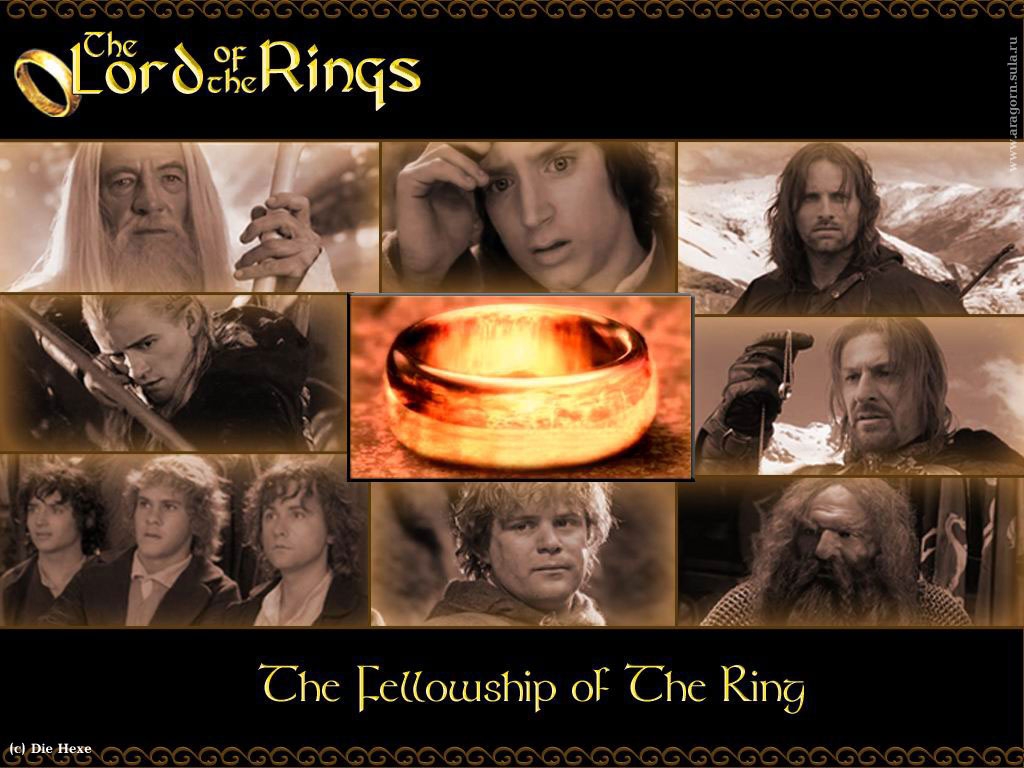 The
Lord of the Rings
www.aragorn.sula.ru
The Fellowship of The Ring
(c) Die Hexe